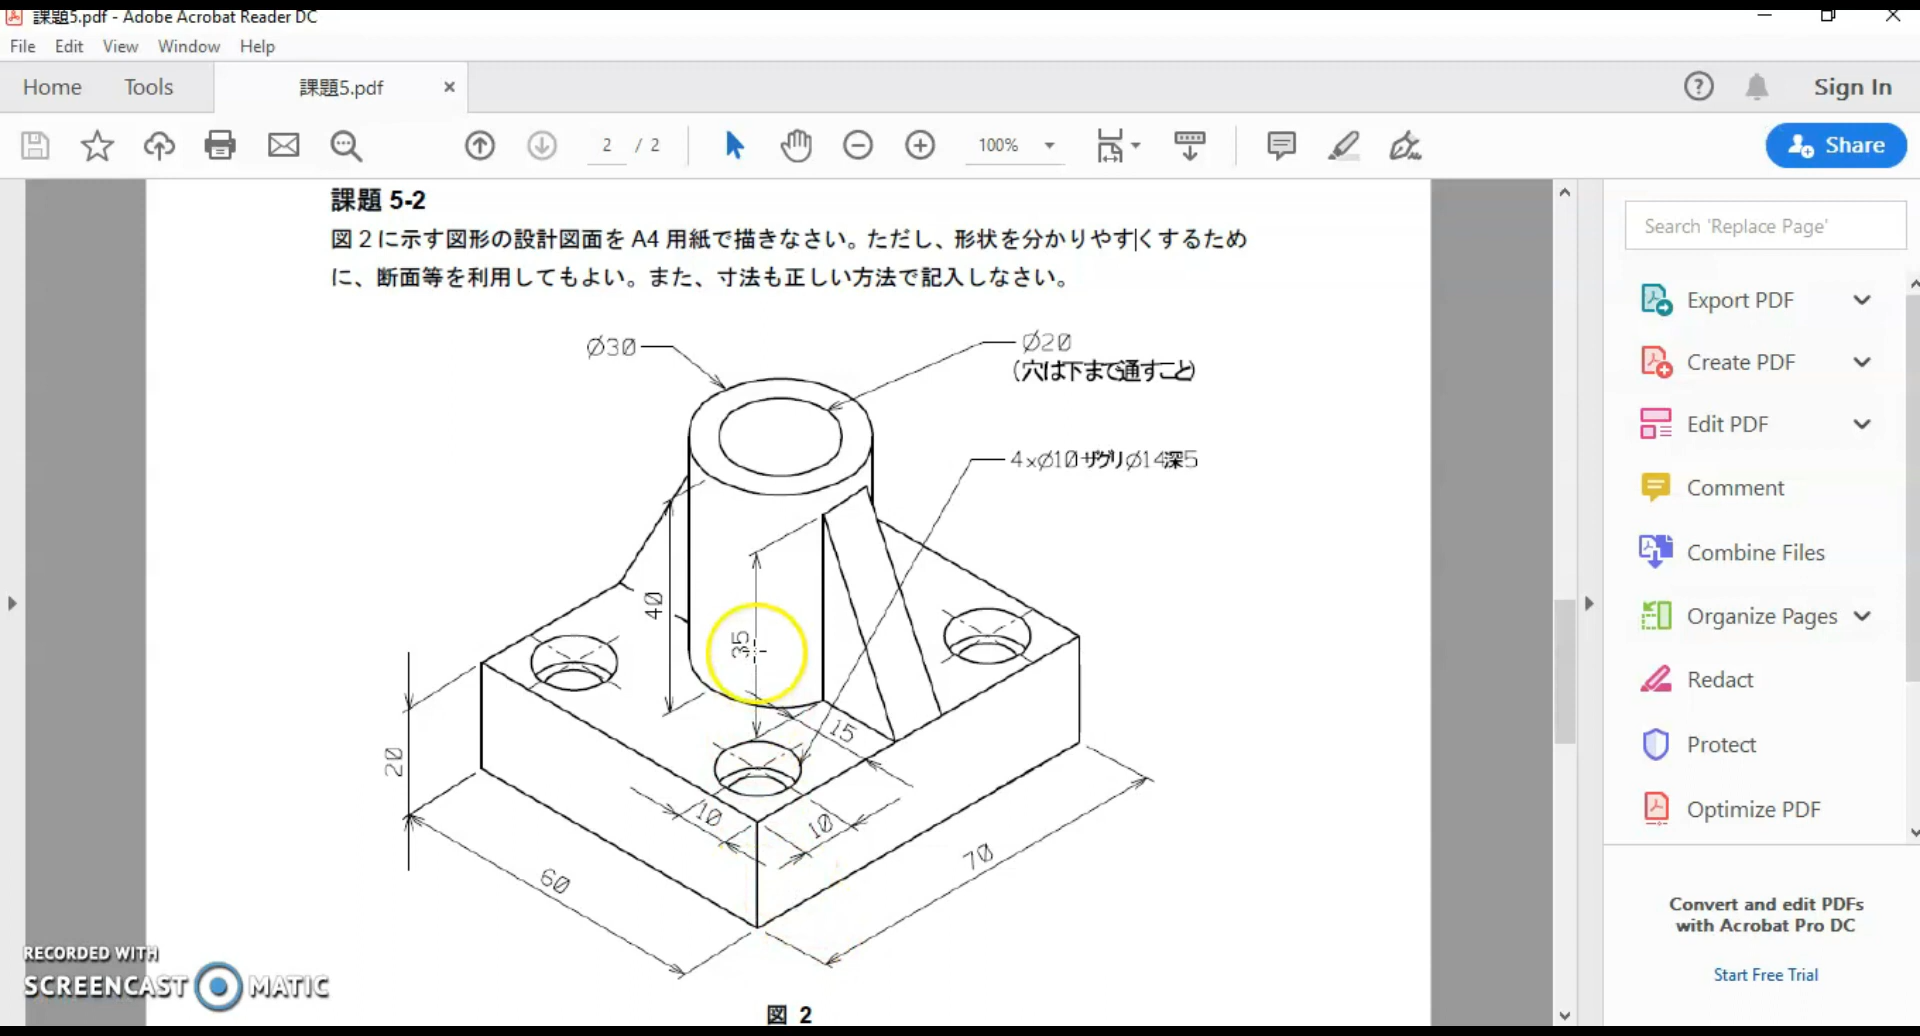 課題5.pdf - Adobe Acrobat Reader DC
File Edit View Window Help
Home Tools 課題5.pdf Sign In
2 / 2 100% Share
課題 5-2
図２に示す図形の設計図面を A4 用紙で描きなさい。ただし、形状を分かりやすくするため
に、断面等を利用してもよい。また、寸法も正しい方法で記入しなさい。
Ø30
Ø20
(穴は下まで通すこと)
4xØ10ザグリØ14深5
40
35
15
20
10
10
60
70
図 2
Search 'Replace Page'
Export PDF
Create PDF
Edit PDF
Comment
Combine Files
Organize Pages
Redact
Protect
Optimize PDF
Convert and edit PDFs
with Acrobat Pro DC
Start Free Trial
RECORDED WITH
SCREENCAST MATIC